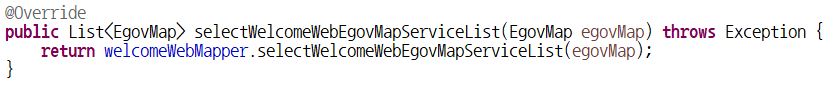 @Override
public List<EgovMap> selectWelcomeWebEgovMapServiceList(EgovMap egovMap) throws Exception {
    return welcomeWebMapper.selectWelcomeWebEgovMapServiceList(egovMap);
}